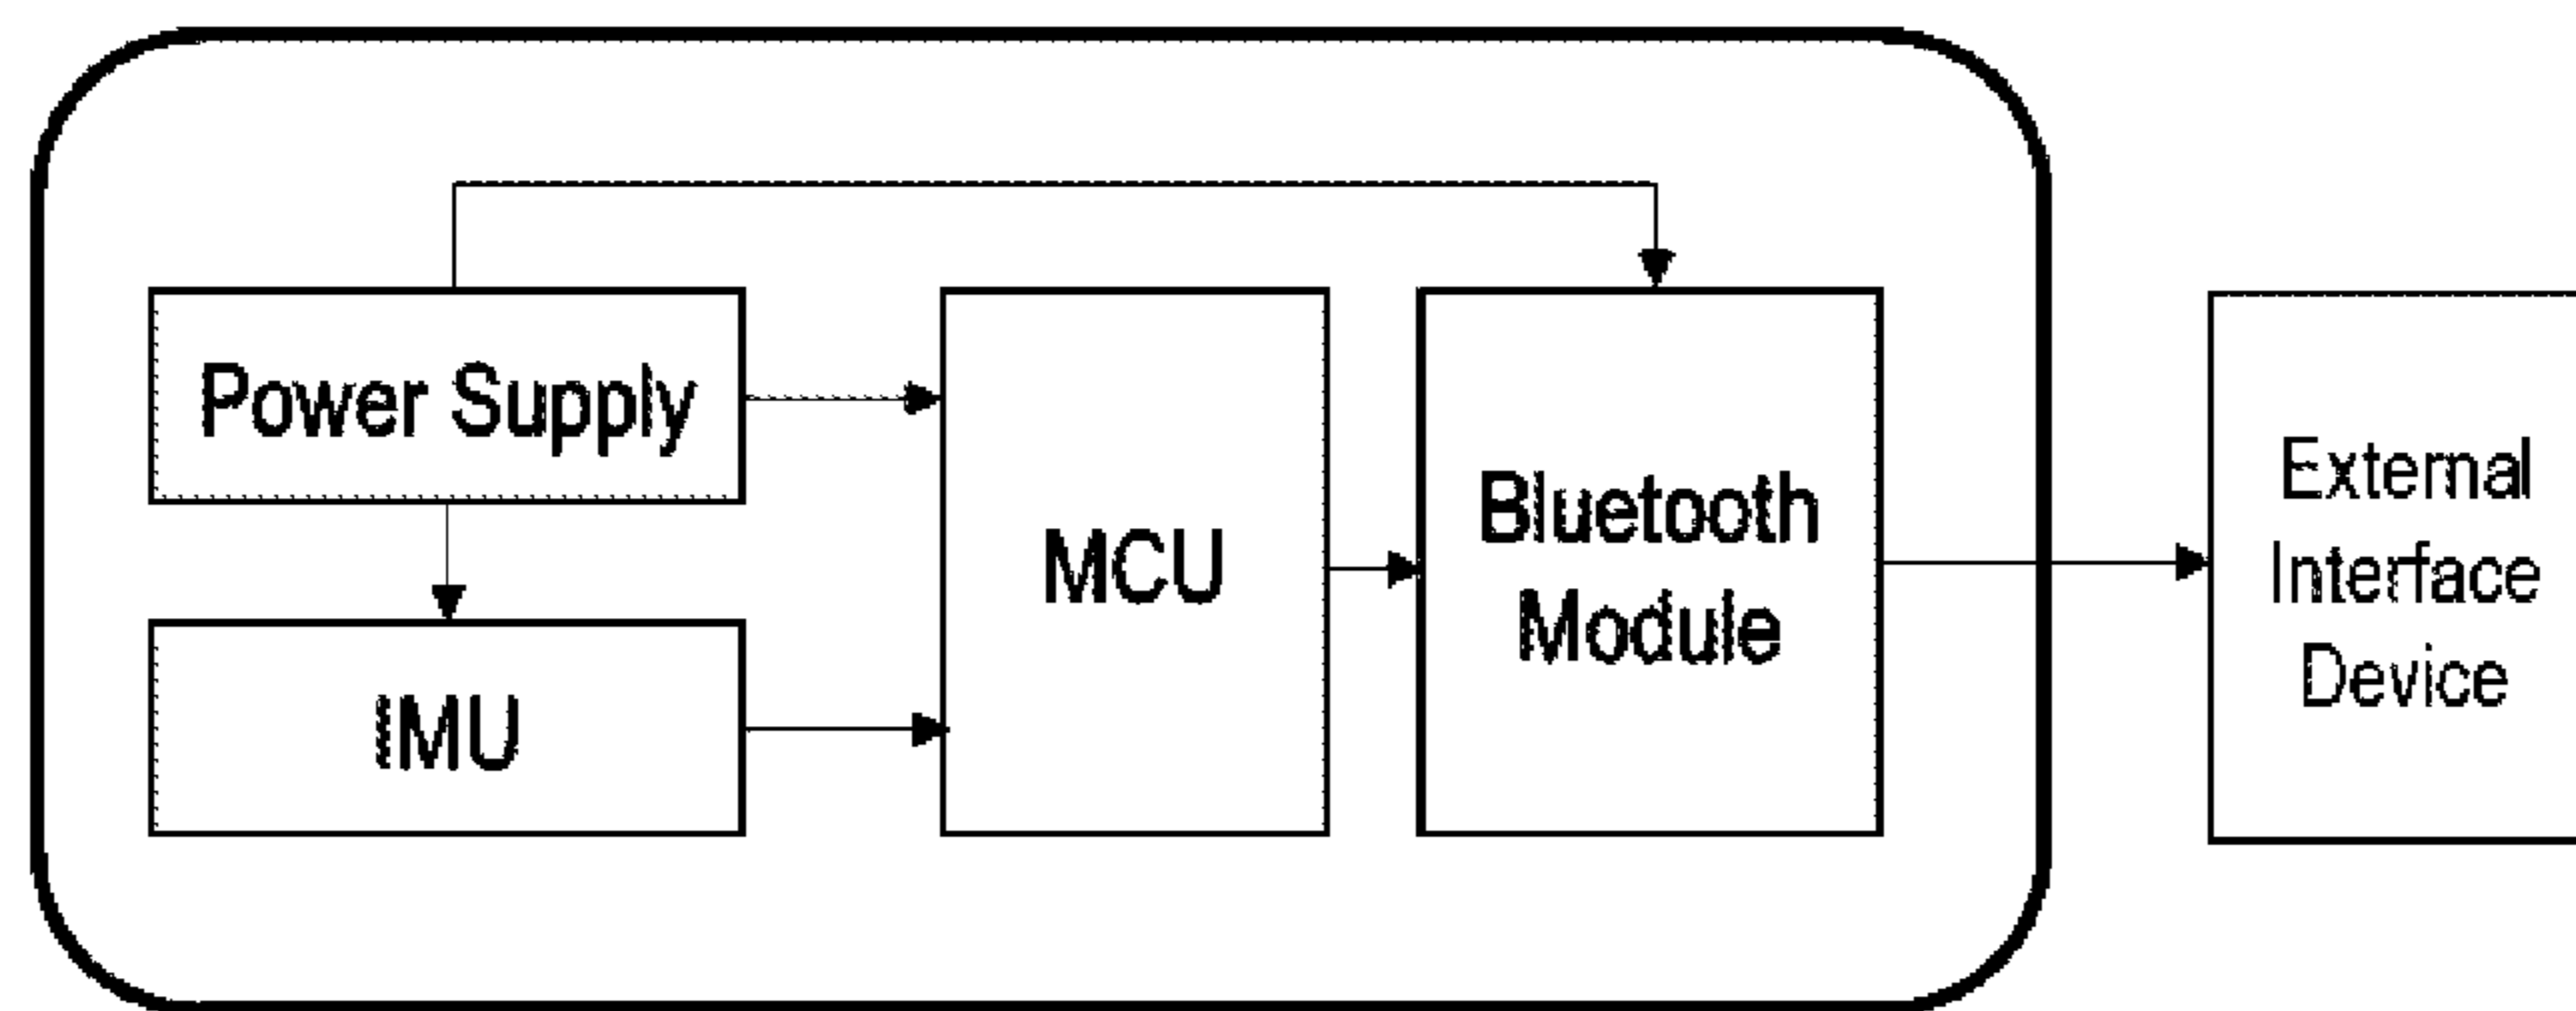 Power Supply
IMU
MCU
Bluetooth
Module
External
Interface
Device